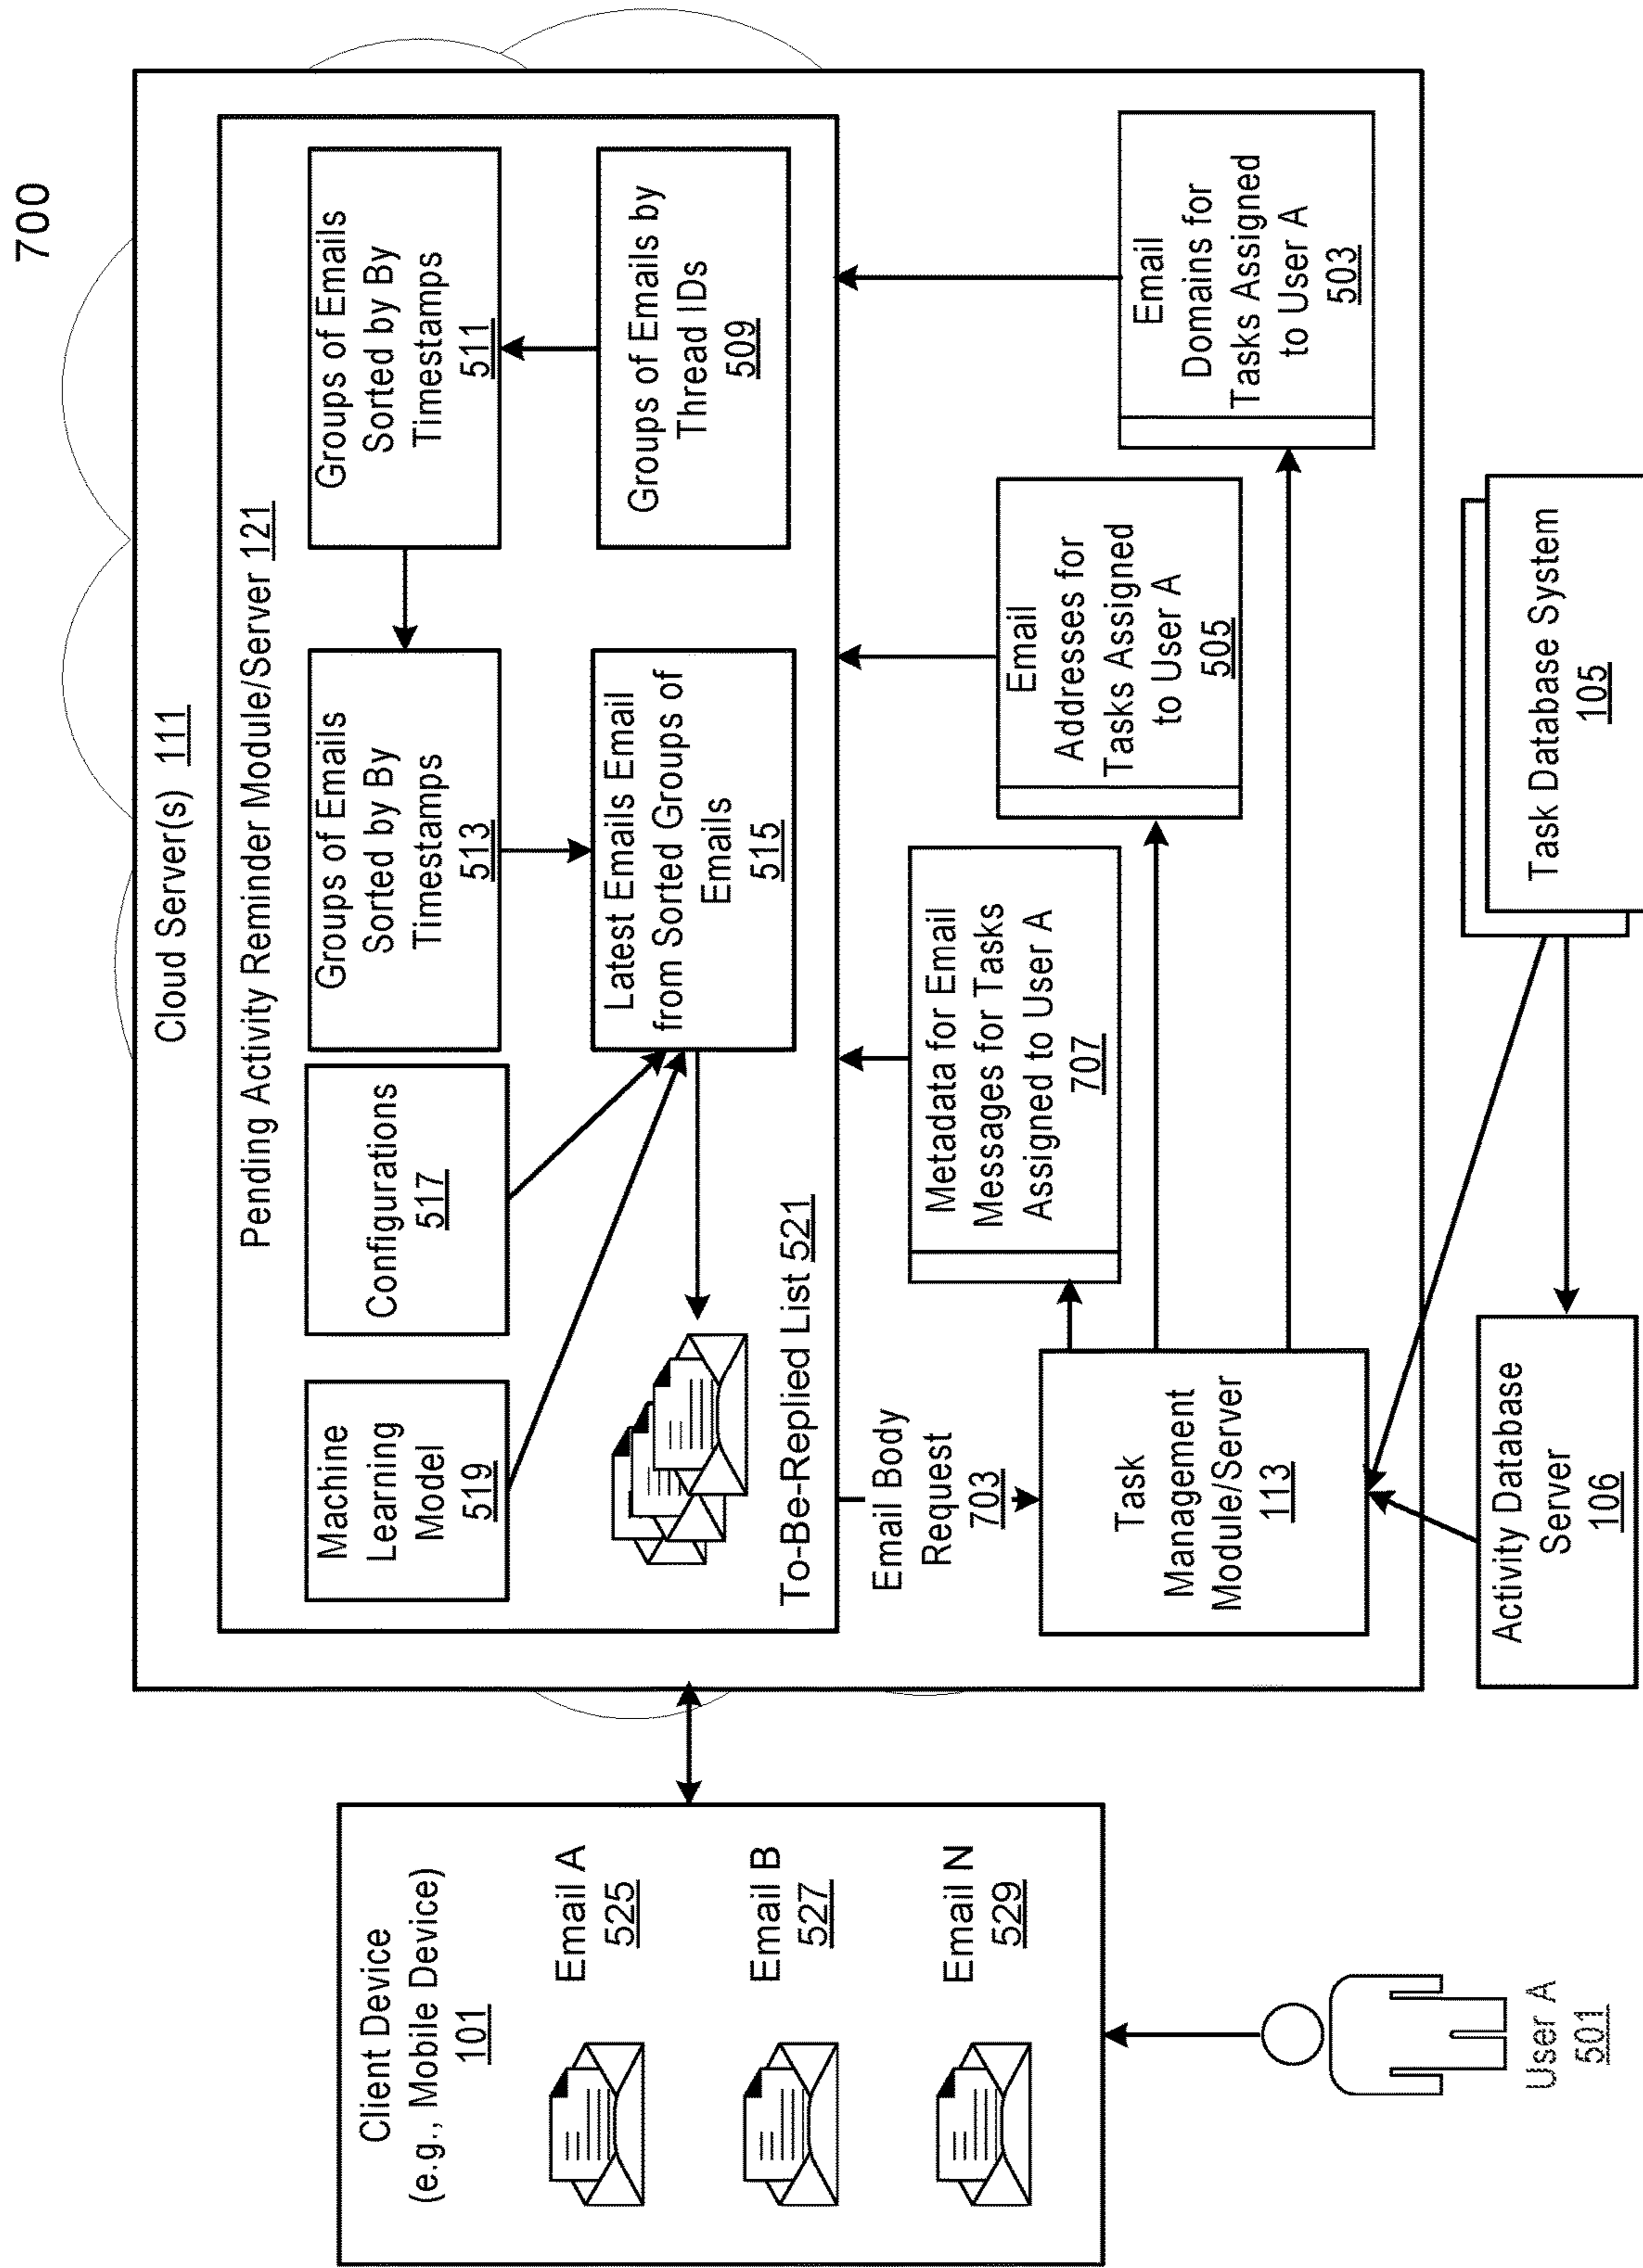 700
Cloud Server(s) 111
Pending Activity Reminder Module/Server 121
Machine
Learning
Model
519
Configurations
517
Groups of Emails
Sorted by By
Timestamps
513
Groups of Emails
Sorted by By
Timestamps
511
Latest Emails Email
from Sorted Groups of
Emails
515
Groups of Emails by
Thread IDs
509
To-Be-Replied List 521
Email Body
Request
703
Metadata for Email
Messages for Tasks
Assigned to User A
707
Email
Addresses for
Tasks Assigned
to User A
505
Email
Domains for
Tasks Assigned
to User A
503
Task
Management
Module/Server
113
Client Device
(e.g., Mobile Device)
101
Email A
525
Email B
527
Email N
529
User A
501
Activity Database
Server
106
Task Database System
105